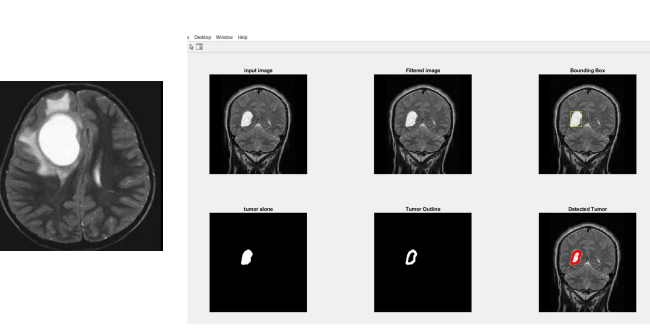 Desktop Window Help
input image Filtered image Bounding Box
tumor alone Tumor Outline Detected Tumor